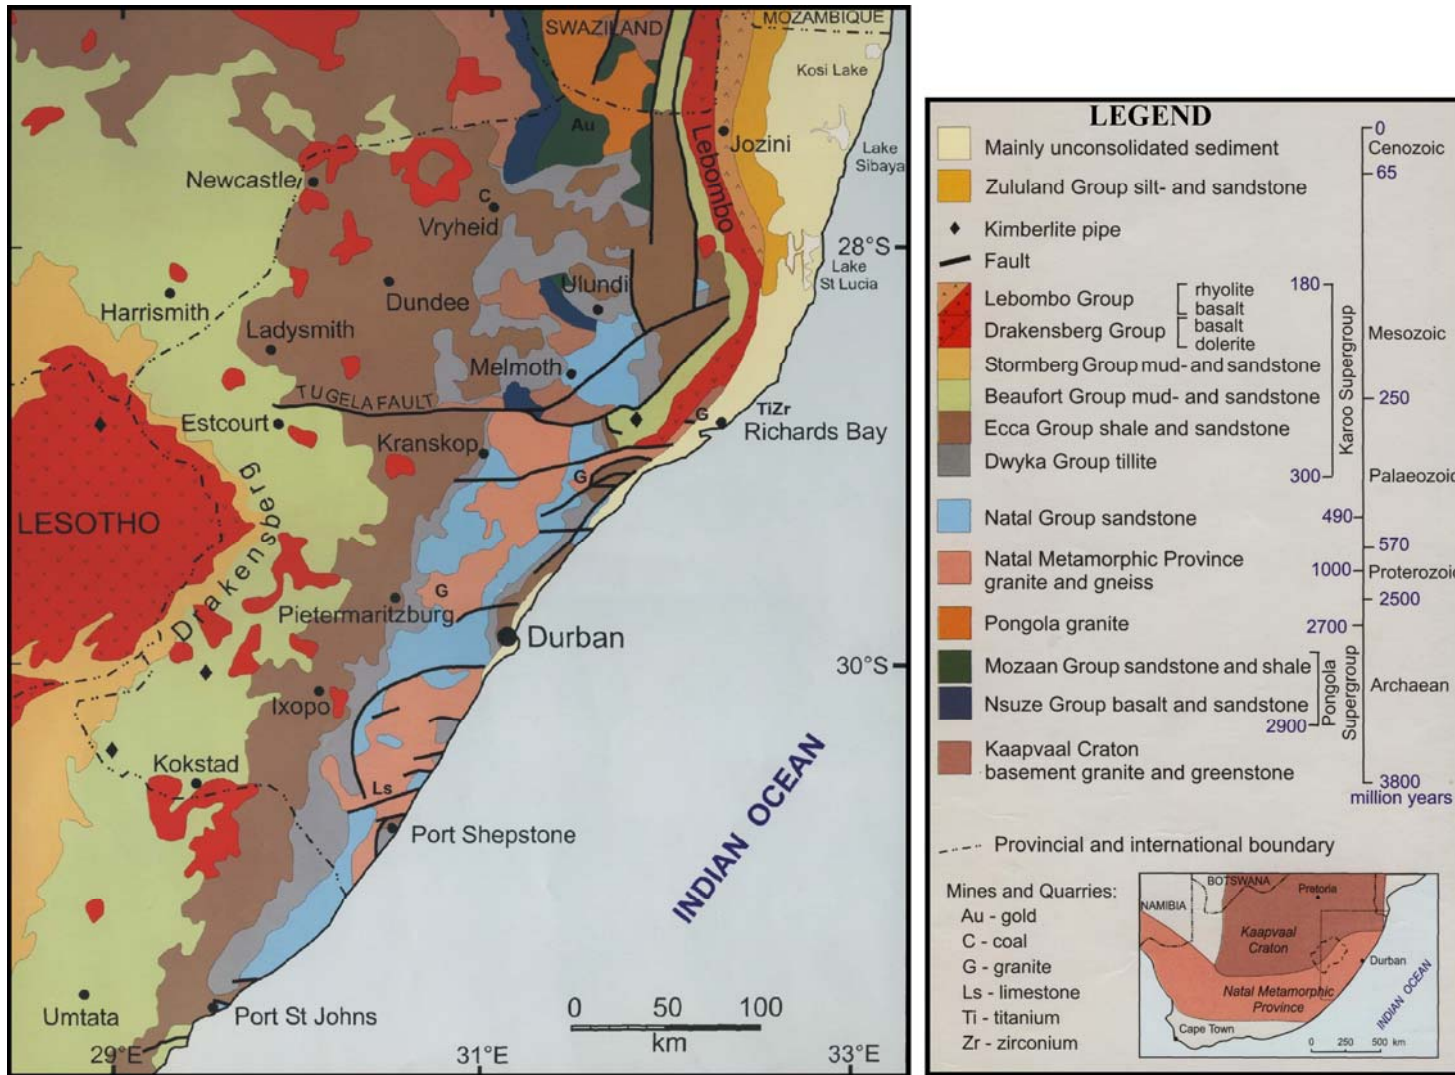 SWAZILAND
MOZAMBIQUE
Kosi Lake
Au
Lebombo
Jozini
Lake
Sibaya
Newcastle
C
Vryheid
28°S
Lake
St Lucia
Ulundi
Dundee
Harrismith
Ladysmith
Melmoth
TUGELA FAULT
Estcourt
G
TiZr
Richards Bay
Kranskop
G
LESOTHO
Drakensberg
G
Pietermaritzburg
Durban
30°S
Ixopo
Kokstad
Ls
Port Shepstone
INDIAN OCEAN
Umtata
Port St Johns
0 50 100
km
29°E
31°E
33°E
LEGEND
Mainly unconsolidated sediment
Zululand Group silt- and sandstone
Kimberlite pipe
Fault
Lebombo Group
rhyolite
basalt
Drakensberg Group
basalt
dolerite
Stormberg Group mud- and sandstone
Beaufort Group mud- and sandstone
Ecca Group shale and sandstone
Dwyka Group tillite
Natal Group sandstone
Natal Metamorphic Province
granite and gneiss
Pongola granite
Mozaan Group sandstone and shale
Nsuze Group basalt and sandstone
Kaapvaal Craton
basement granite and greenstone
180
300
Karoo Supergroup
2900
Pongola
Supergroup
0
Cenozoic
65
Mesozoic
250
Palaeozoic
490
570
1000
Proterozoic
2500
2700
Archaean
3800
million years
Provincial and international boundary
Mines and Quarries:
Au - gold
C - coal
G - granite
Ls - limestone
Ti - titanium
Zr - zirconium
BOTSWANA
Pretoria
NAMIBIA
Kaapvaal
Craton
Durban
Natal Metamorphic
Province
Cape Town
INDIAN OCEAN
0 250 500 km